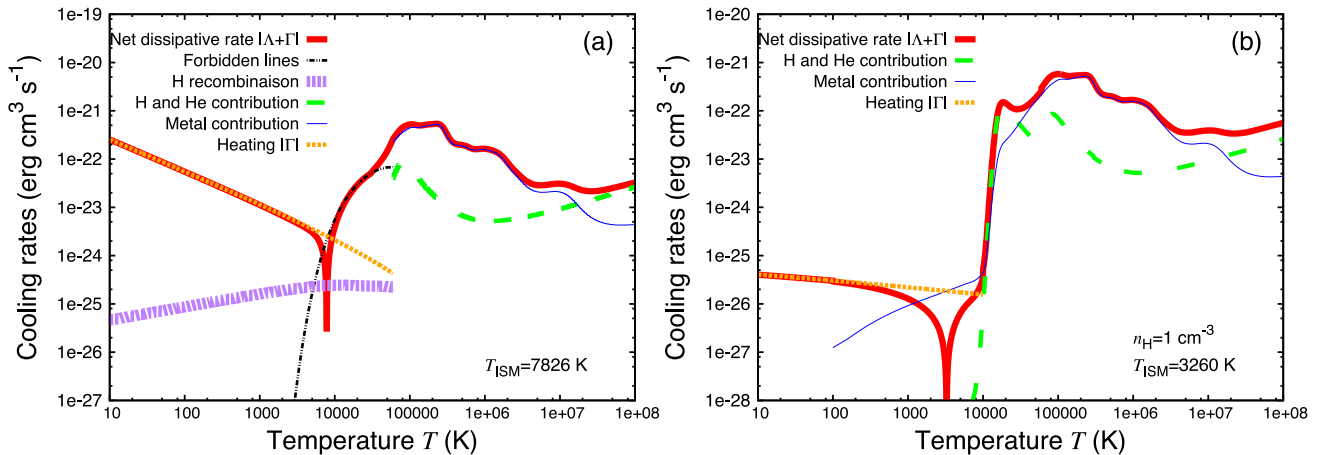 1e-19
1e-20
1e-21
1e-22
1e-23
1e-24
1e-25
1e-26
1e-27
Cooling rates (erg cm³ s⁻¹)
Net dissipative rate |Λ+Γ|
Forbidden lines
H recombinaison
H and He contribution
Metal contribution
Heating |Γ|
(a)
T_ISM=7826 K
10 100 1000 10000 100000 1e+06 1e+07 1e+08
Temperature T (K)
1e-20
1e-21
1e-22
1e-23
1e-24
1e-25
1e-26
1e-27
1e-28
Cooling rates (erg cm³ s⁻¹)
Net dissipative rate |Λ+Γ|
H and He contribution
Metal contribution
Heating |Γ|
(b)
n_H=1 cm⁻³
T_ISM=3260 K
10 100 1000 10000 100000 1e+06 1e+07 1e+08
Temperature T (K)